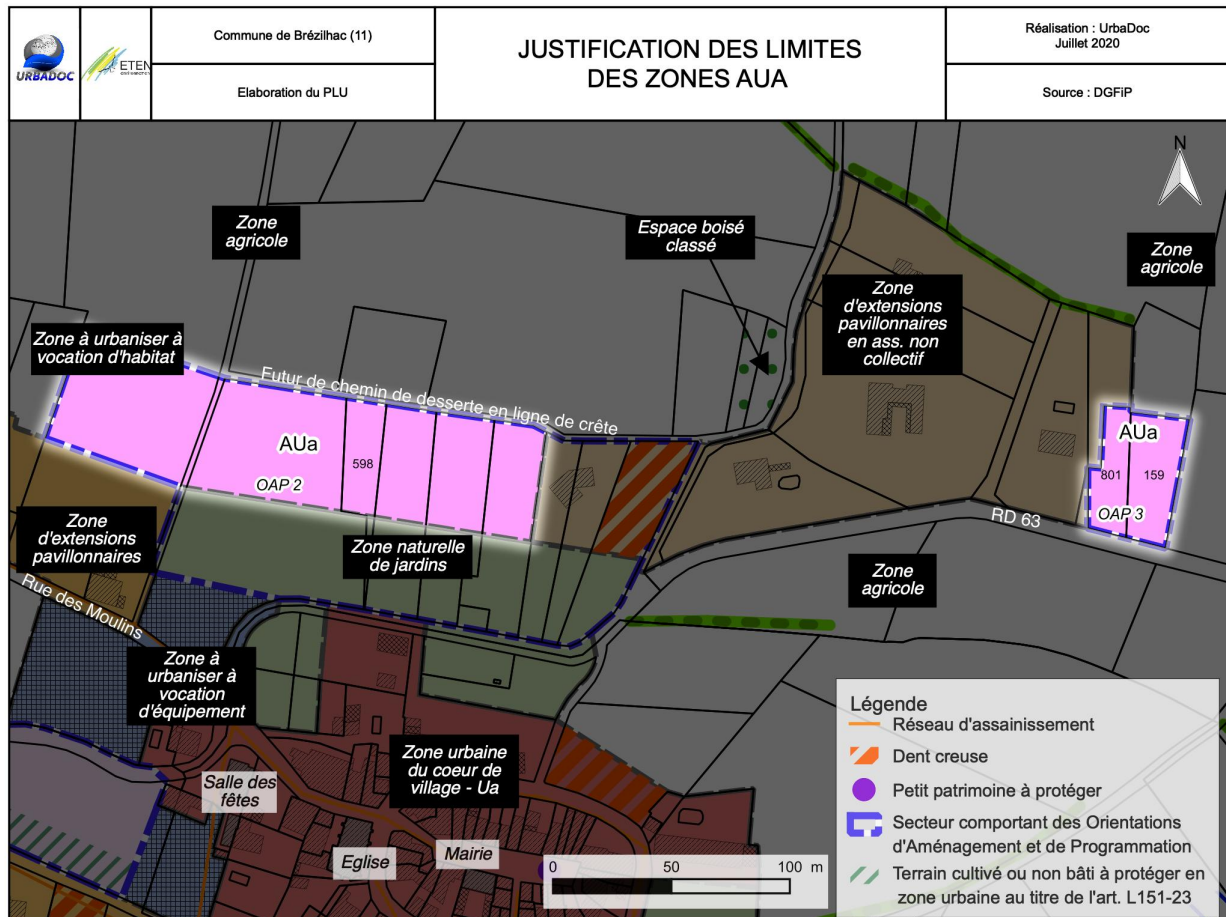 URBADOC
ETEN
environnement
Commune de Brézilhac (11)
Elaboration du PLU
JUSTIFICATION DES LIMITES
DES ZONES AUA
Réalisation : UrbaDoc
Juillet 2020
Source : DGFiP
N
Zone
agricole
Espace boisé
classé
Zone
agricole
Zone
d'extensions
pavillonnaires
en ass. non
collectif
Zone à urbaniser à
vocation d'habitat
Futur de chemin de desserte en ligne de crête
AUa
598
OAP 2
AUa
801
159
OAP 3
RD 63
Zone
d'extensions
pavillonnaires
Zone naturelle
de jardins
Zone
agricole
Rue des Moulins
Zone à
urbaniser à
vocation
d'équipement
Zone urbaine
du coeur de
village - Ua
Salle des
fêtes
Eglise
Mairie
0
50
100 m
Légende
Réseau d'assainissement
Dent creuse
Petit patrimoine à protéger
Secteur comportant des Orientations
d'Aménagement et de Programmation
Terrain cultivé ou non bâti à protéger en
zone urbaine au titre de l'art. L151-23